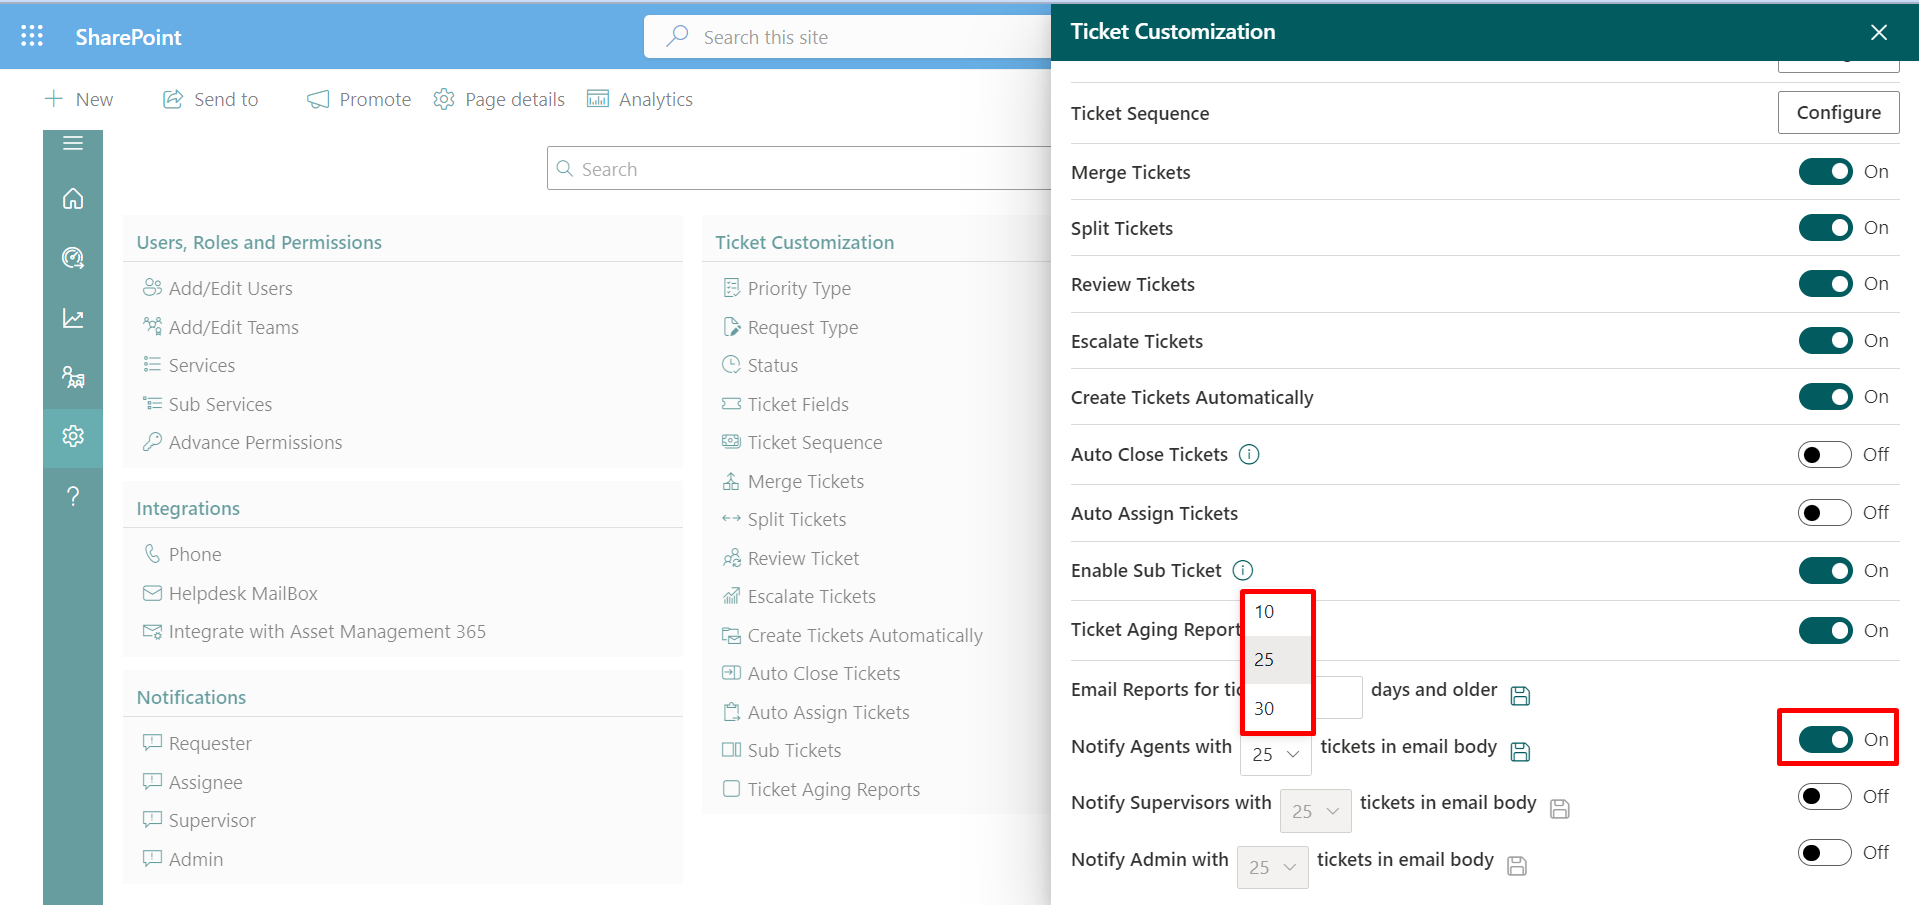 SharePoint
Search this site
New
Send to
Promote
Page details
Analytics
Search
Users, Roles and Permissions
Add/Edit Users
Add/Edit Teams
Services
Sub Services
Advance Permissions
Integrations
Phone
Helpdesk MailBox
Integrate with Asset Management 365
Notifications
Requester
Assignee
Supervisor
Admin
Ticket Customization
Priority Type
Request Type
Status
Ticket Fields
Ticket Sequence
Merge Tickets
Split Tickets
Review Ticket
Escalate Tickets
Create Tickets Automatically
Auto Close Tickets
Auto Assign Tickets
Sub Tickets
Ticket Aging Reports
Ticket Customization
Ticket Sequence Configure
Merge Tickets On
Split Tickets On
Review Tickets On
Escalate Tickets On
Create Tickets Automatically On
Auto Close Tickets Off
Auto Assign Tickets Off
Enable Sub Ticket On
10
25
30
Ticket Aging Report On
Email Reports for days and older
Notify Agents with 25 tickets in email body On
Notify Supervisors with 25 tickets in email body Off
Notify Admin with 25 tickets in email body Off